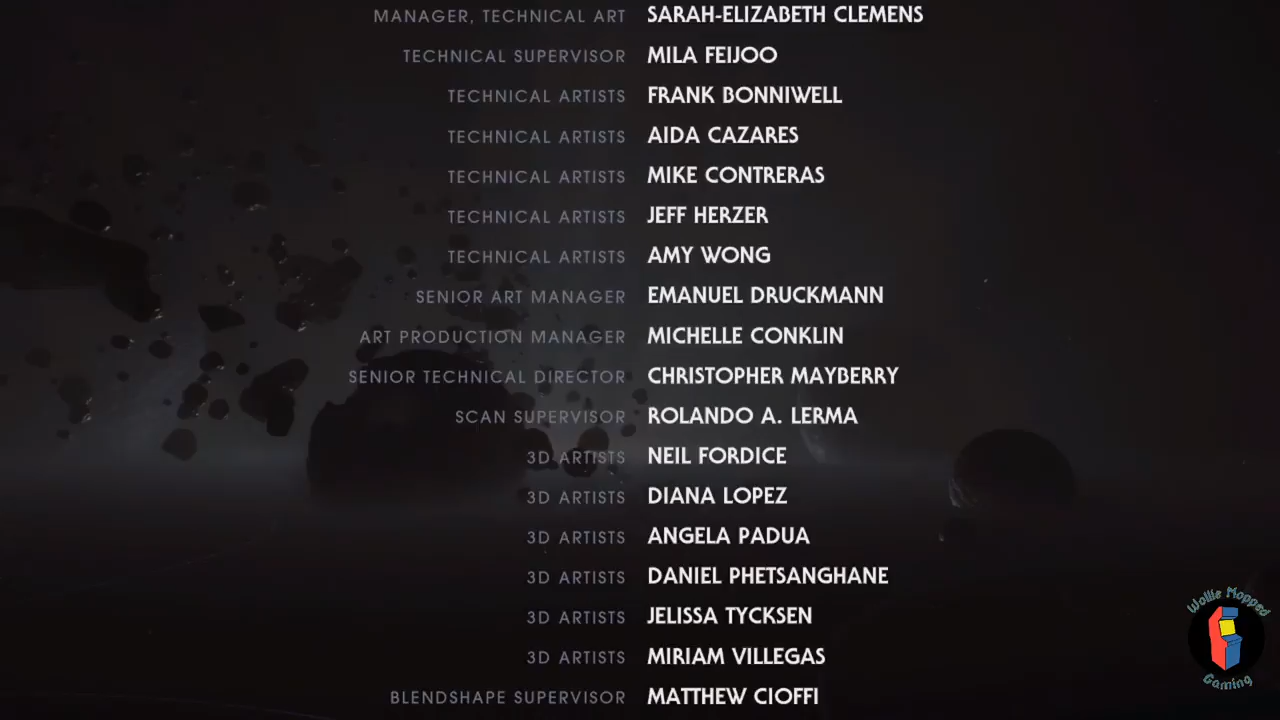 MANAGER, TECHNICAL ART SARAH-ELIZABETH CLEMENS
TECHNICAL SUPERVISOR MILA FEIJOO
TECHNICAL ARTISTS FRANK BONNIWELL
TECHNICAL ARTISTS AIDA CAZARES
TECHNICAL ARTISTS MIKE CONTRERAS
TECHNICAL ARTISTS JEFF HERZER
TECHNICAL ARTISTS AMY WONG
SENIOR ART MANAGER EMANUEL DRUCKMANN
ART PRODUCTION MANAGER MICHELLE CONKLIN
SENIOR TECHNICAL DIRECTOR CHRISTOPHER MAYBERRY
SCAN SUPERVISOR ROLANDO A. LERMA
3D ARTISTS NEIL FORDICE
3D ARTISTS DIANA LOPEZ
3D ARTISTS ANGELA PADUA
3D ARTISTS DANIEL PHETSANGHANE
3D ARTISTS JELISSA TYCKSEN
3D ARTISTS MIRIAM VILLEGAS
BLENDSHAPE SUPERVISOR MATTHEW CIOFFI
Wollie Mopped
Gaming